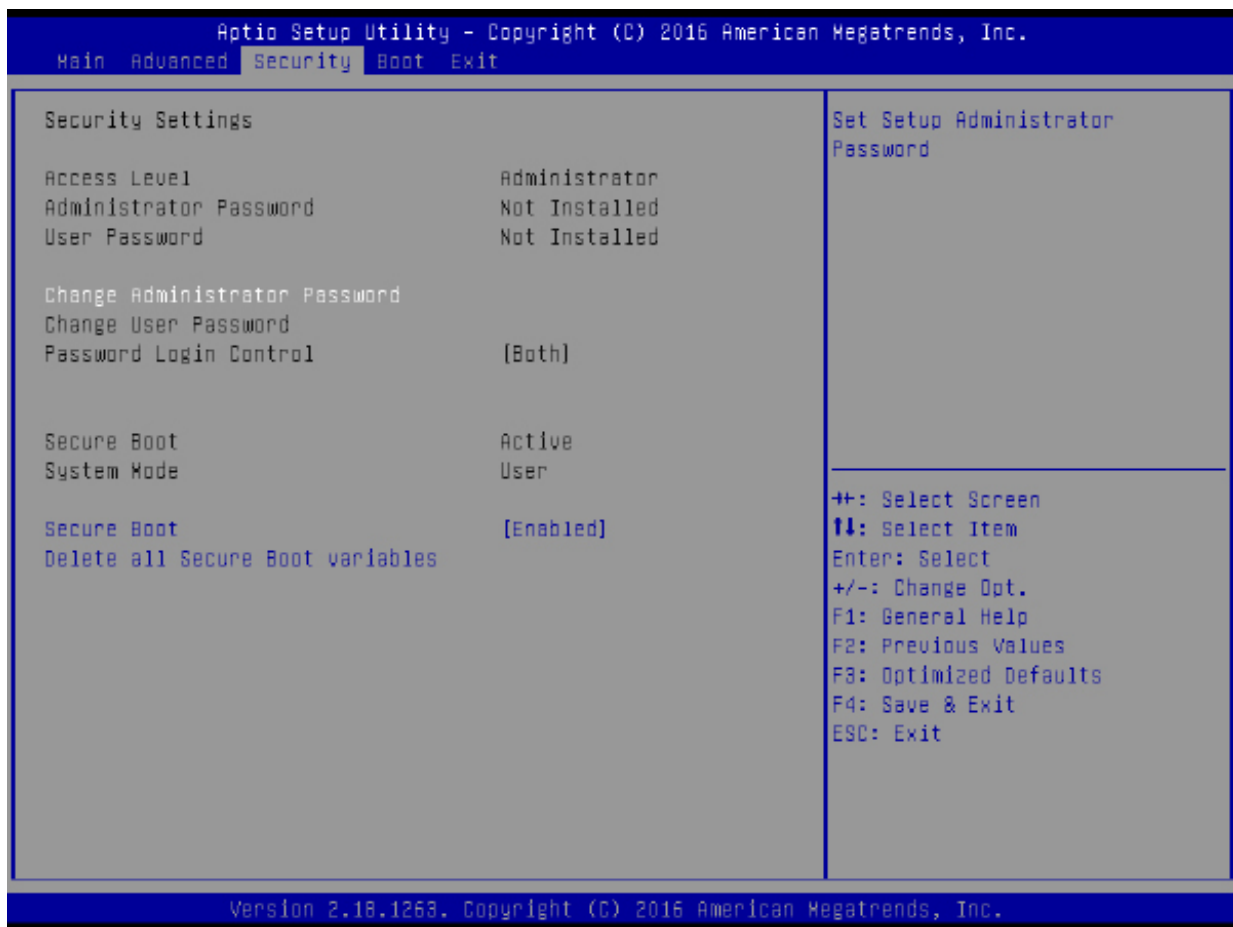 Aptio Setup Utility - Copyright (C) 2016 American Megatrends, Inc.
Main Advanced Security Boot Exit
Security Settings
Access Level Administrator
Administrator Password Not Installed
User Password Not Installed
Change Administrator Password
Change User Password
Password Login Control [Both]
Secure Boot Active
System Mode User
Secure Boot [Enabled]
Delete all Secure Boot variables
Set Setup Administrator
Password
→←: Select Screen
↑↓: Select Item
Enter: Select
+/-: Change Opt.
F1: General Help
F2: Previous Values
F3: Optimized Defaults
F4: Save & Exit
ESC: Exit
Version 2.18.1263. Copyright (C) 2016 American Megatrends, Inc.